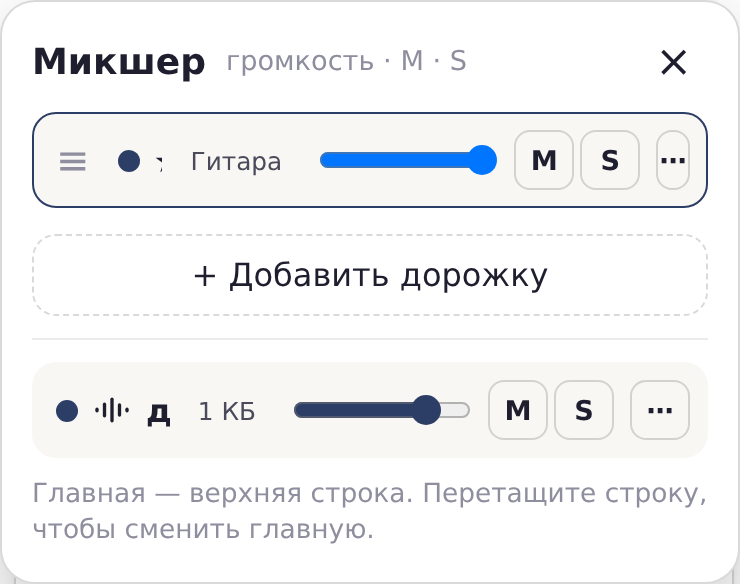 Микшер громкость · M · S
Гитара M S ...
+ Добавить дорожку
д 1 КБ M S ...
Главная — верхняя строка. Перетащите строку,
чтобы сменить главную.